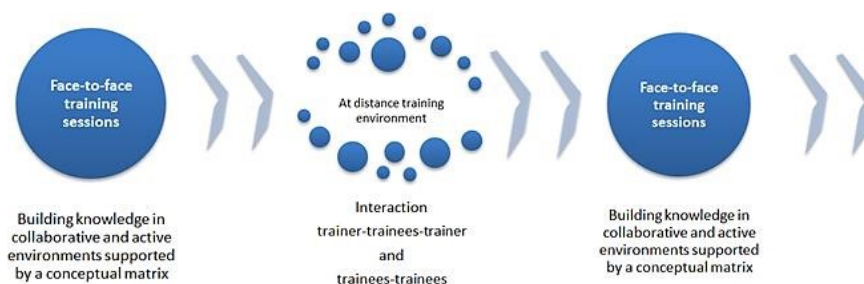 Face-to-face
training
sessions
Building knowledge in
collaborative and active
environments supported
by a conceptual matrix
At distance training
environment
Interaction
trainer-trainees-trainer
and
trainees-trainees
Face-to-face
training
sessions
Building knowledge in
collaborative and active
environments supported
by a conceptual matrix